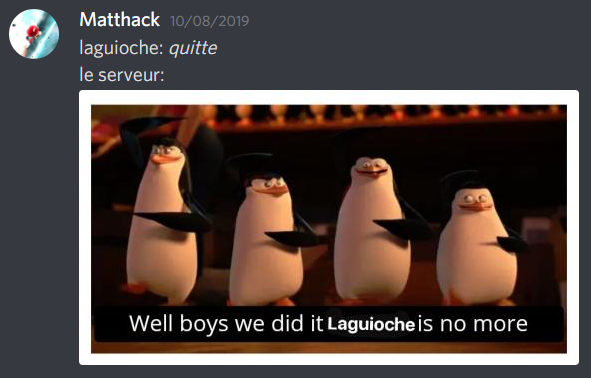 Matthack 10/08/2019
laguioche: quitte
le serveur:
Well boys we did it Laguioche is no more